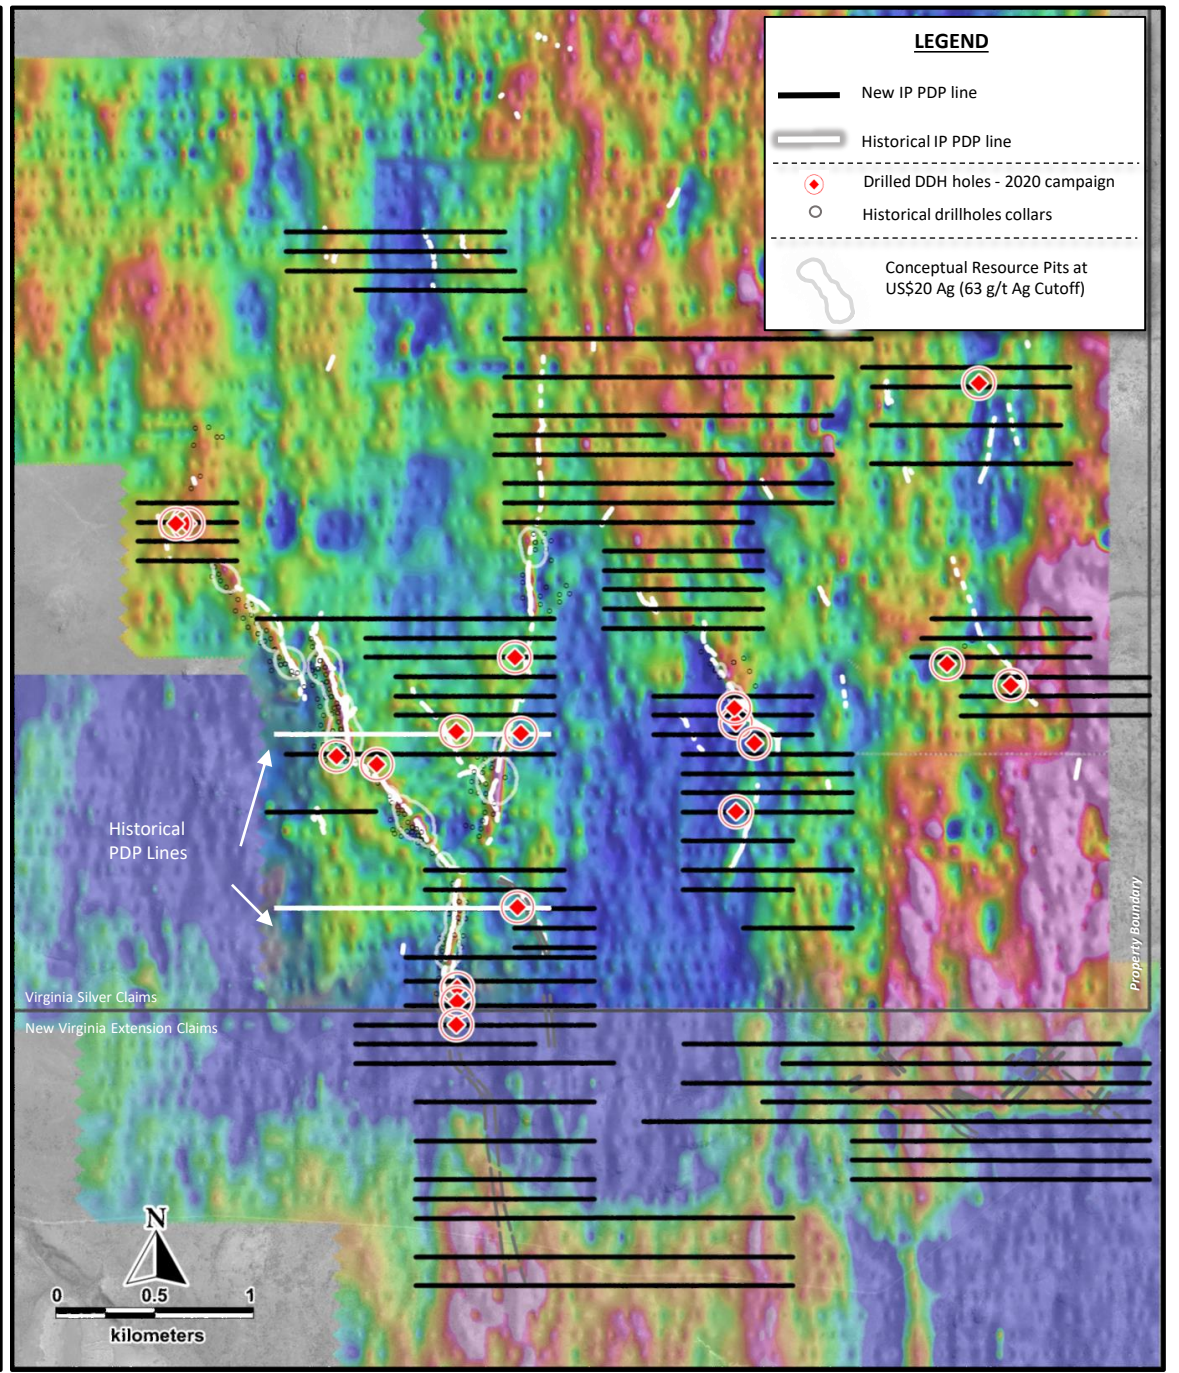 LEGEND
New IP PDP line
Historical IP PDP line
Drilled DDH holes - 2020 campaign
Historical drillholes collars
Conceptual Resource Pits at
US$20 Ag (63 g/t Ag Cutoff)
Historical
PDP Lines
Property Boundary
Virginia Silver Claims
New Virginia Extension Claims
N
0 0.5 1
kilometers